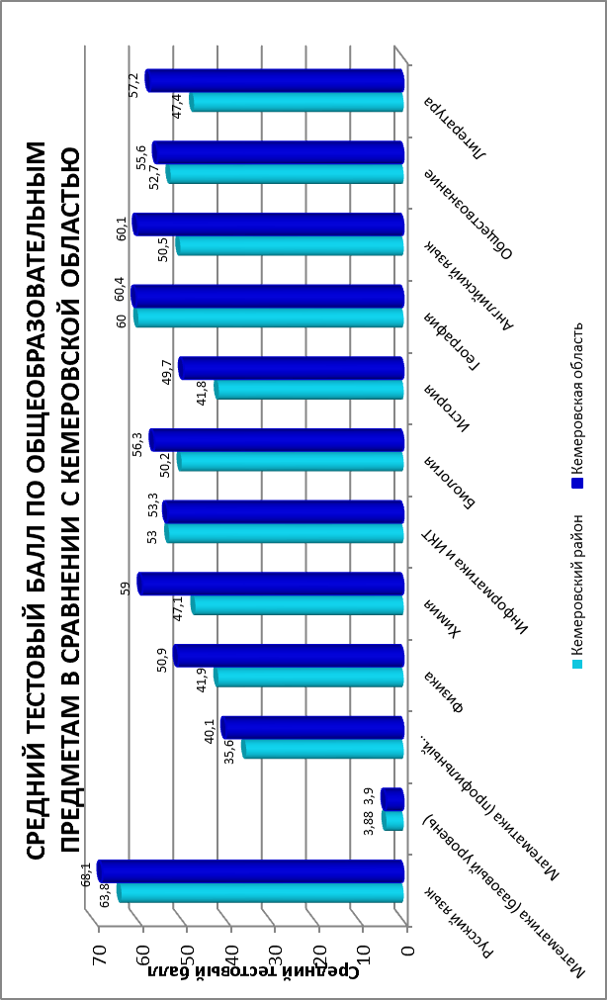 СРЕДНИЙ ТЕСТОВЫЙ БАЛЛ ПО ОБЩЕОБРАЗОВАТЕЛЬНЫМ
ПРЕДМЕТАМ В СРАВНЕНИИ С КЕМЕРОВСКОЙ ОБЛАСТЬЮ
Средний тестовый балл
70
60
50
40
30
20
10
0
63,8
68,1
3,88
3,9
35,6
40,1
41,9
50,9
47,1
59
53
53,3
50,2
56,3
41,8
49,7
60
60,4
50,5
60,1
52,7
55,6
47,4
57,2
Русский язык
Математика (базовый уровень)
Математика (профильный...
Физика
Химия
Информатика и ИКТ
Биология
История
География
Английский язык
Обществознание
Литература
Кемеровский район
Кемеровская область